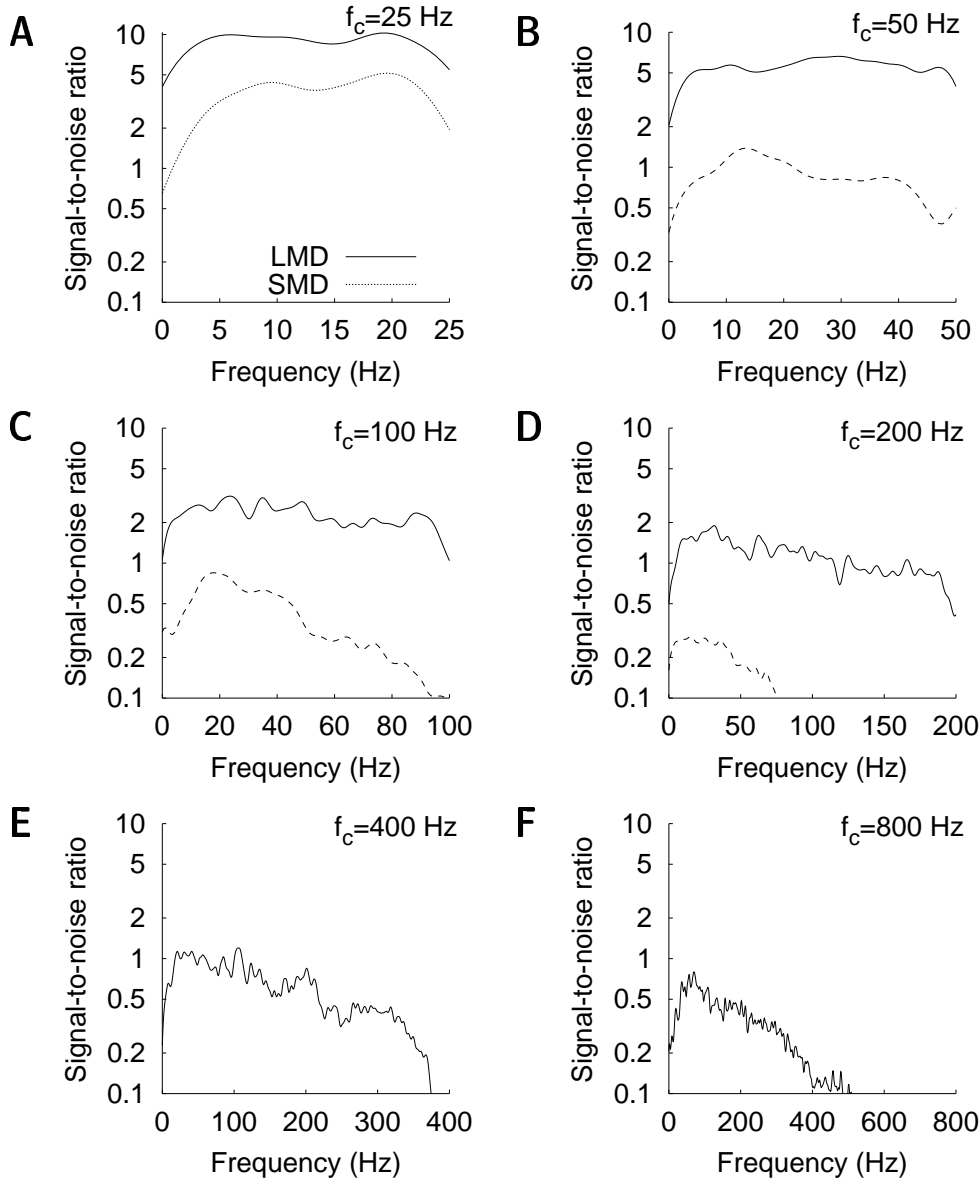 A
f_c=25 Hz
Signal-to-noise ratio
10
5
2
1
0.5
0.2
0.1
LMD
SMD
0 5 10 15 20 25
Frequency (Hz)
B
f_c=50 Hz
Signal-to-noise ratio
10
5
2
1
0.5
0.2
0.1
0 10 20 30 40 50
Frequency (Hz)
C
f_c=100 Hz
Signal-to-noise ratio
10
5
2
1
0.5
0.2
0.1
0 20 40 60 80 100
Frequency (Hz)
D
f_c=200 Hz
Signal-to-noise ratio
10
5
2
1
0.5
0.2
0.1
0 50 100 150 200
Frequency (Hz)
E
f_c=400 Hz
Signal-to-noise ratio
10
5
2
1
0.5
0.2
0.1
0 100 200 300 400
Frequency (Hz)
F
f_c=800 Hz
Signal-to-noise ratio
10
5
2
1
0.5
0.2
0.1
0 200 400 600 800
Frequency (Hz)